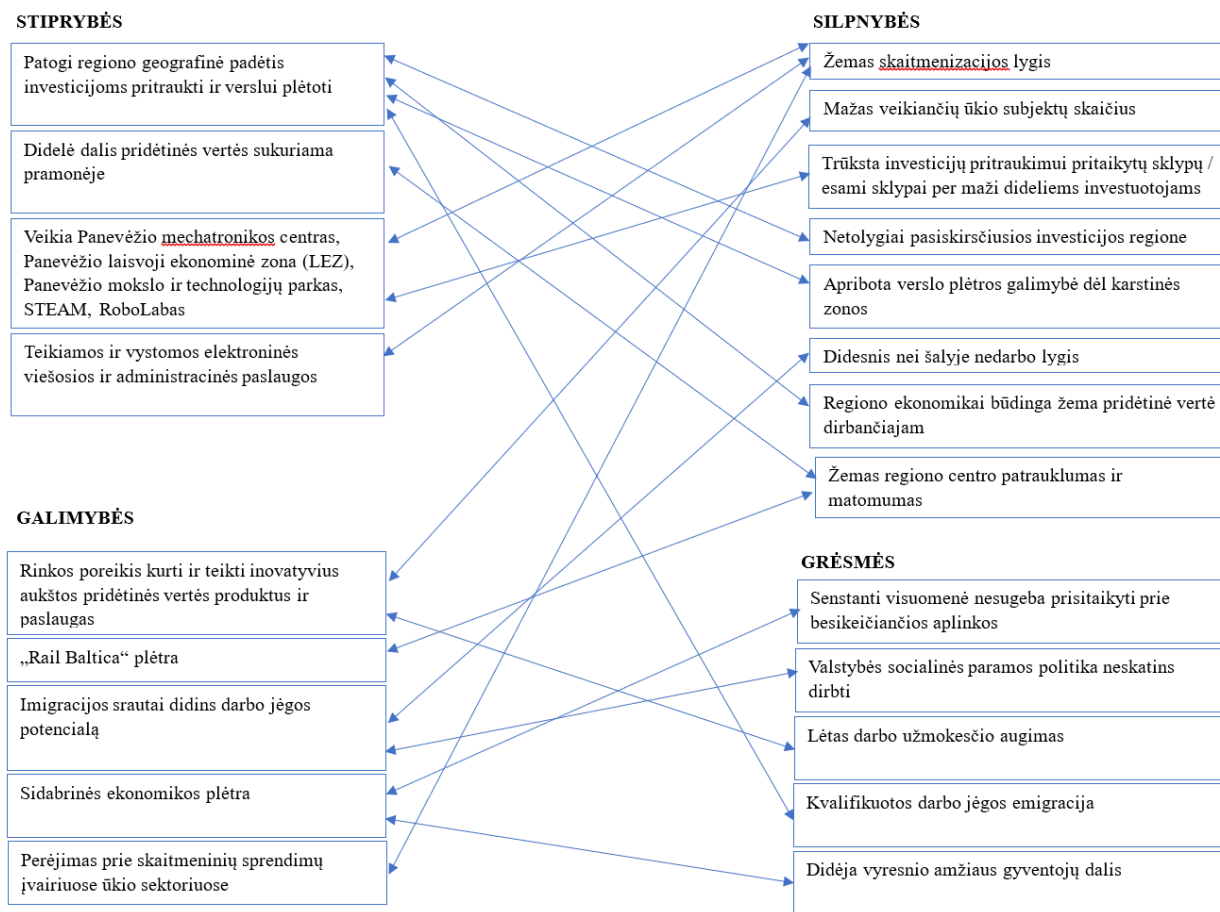 STIPRYBĖS
Patogi regiono geografinė padėtis
investicijoms pritraukti ir verslui plėtoti
Didelė dalis pridėtinės vertės sukuriama
pramonėje
Veikia Panevėžio mechatronikos centras,
Panevėžio laisvoji ekonominė zona (LEZ),
Panevėžio mokslo ir technologijų parkas,
STEAM, RoboLabas
Teikiamos ir vystomos elektroninės
viešosios ir administracinės paslaugos
SILPNYBĖS
Žemas skaitmenizacijos lygis
Mažas veikiančių ūkio subjektų skaičius
Trūksta investicijų pritraukimui pritaikytų sklypų /
esami sklypai per maži dideliems investuotojams
Netolygiai pasiskirsčiusios investicijos regione
Apribota verslo plėtros galimybė dėl karstinės
zonos
Didesnis nei šalyje nedarbo lygis
Regiono ekonomikai būdinga žema pridėtinė vertė
dirbančiajam
Žemas regiono centro patrauklumas ir
matomumas
GALIMYBĖS
Rinkos poreikis kurti ir teikti inovatyvius
aukštos pridėtinės vertės produktus ir
paslaugas
„Rail Baltica“ plėtra
Imigracijos srautai didins darbo jėgos
potencialą
Sidabrinės ekonomikos plėtra
Perėjimas prie skaitmeninių sprendimų
įvairiuose ūkio sektoriuose
GRĖSMĖS
Senstanti visuomenė nesugeba prisitaikyti prie
besikeičiančios aplinkos
Valstybės socialinės paramos politika neskatins
dirbti
Lėtas darbo užmokesčio augimas
Kvalifikuotos darbo jėgos emigracija
Didėja vyresnio amžiaus gyventojų dalis